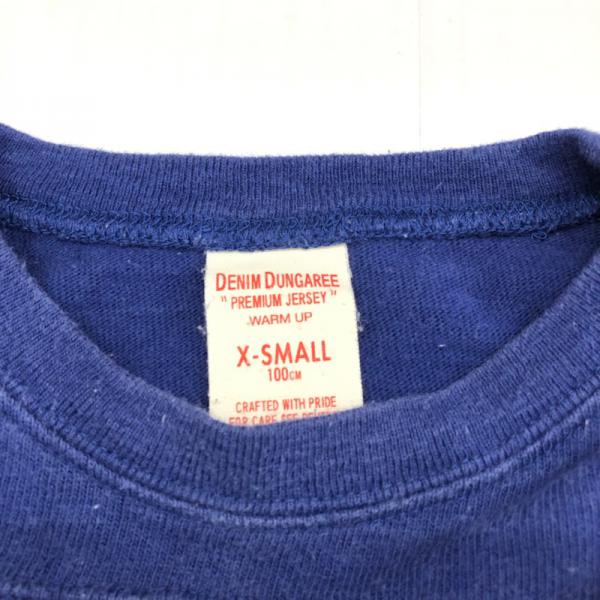 DENIM DUNGAREE
"PREMIUM JERSEY"
WARM UP
X-SMALL
100CM
CRAFTED WITH PRIDE
FOR CARE SEE